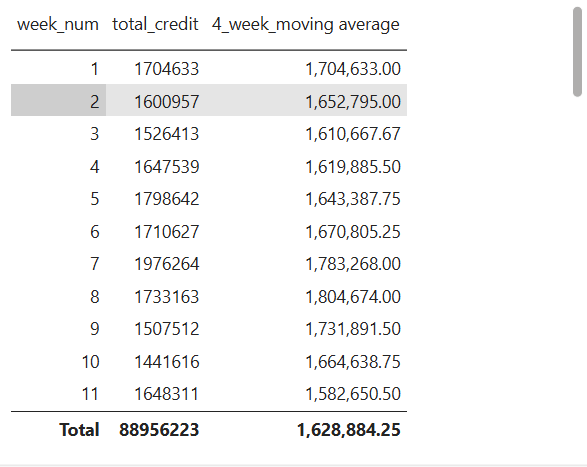 week_num total_credit 4_week_moving average
1 1704633 1,704,633.00
2 1600957 1,652,795.00
3 1526413 1,610,667.67
4 1647539 1,619,885.50
5 1798642 1,643,387.75
6 1710627 1,670,805.25
7 1976264 1,783,268.00
8 1733163 1,804,674.00
9 1507512 1,731,891.50
10 1441616 1,664,638.75
11 1648311 1,582,650.50
Total 88956223 1,628,884.25